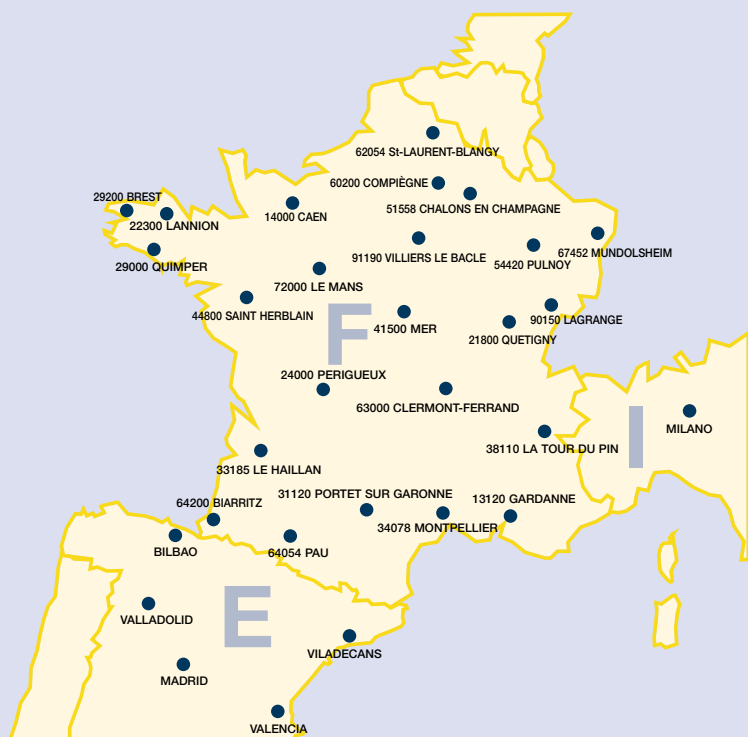 62054 St-LAURENT-BLANGY
60200 COMPIÈGNE
29200 BREST
51558 CHALONS EN CHAMPAGNE
14000 CAEN
22300 LANNION
67452 MUNDOLSHEIM
91190 VILLIERS LE BACLE
54420 PULNOY
29000 QUIMPER
72000 LE MANS
44800 SAINT HERBLAIN
90150 LAGRANGE
F
41500 MER
21800 QUETIGNY
24000 PERIGUEUX
63000 CLERMONT-FERRAND
I
MILANO
38110 LA TOUR DU PIN
33185 LE HAILLAN
31120 PORTET SUR GARONNE
13120 GARDANNE
64200 BIARRITZ
34078 MONTPELLIER
BILBAO
64054 PAU
E
VALLADOLID
VILADECANS
MADRID
VALENCIA